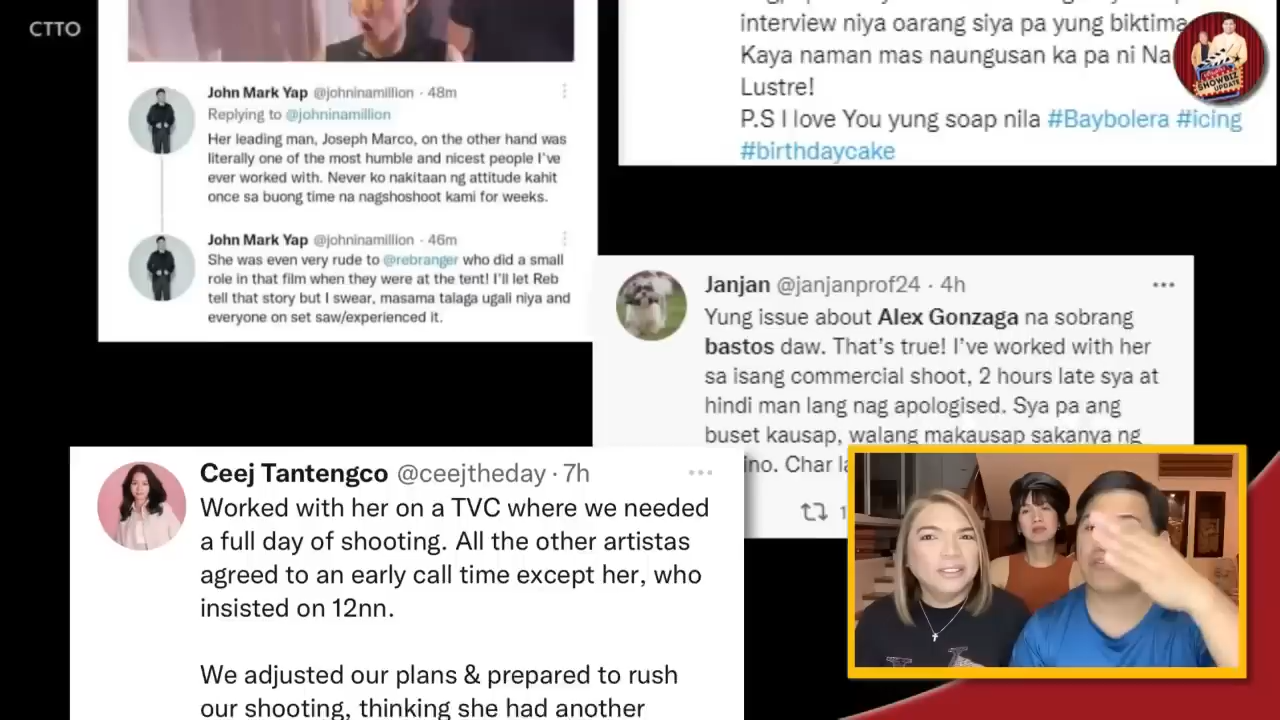 CTTO
John Mark Yap @johninamillion · 48m
Replying to @johninamillion
Her leading man, Joseph Marco, on the other hand was
literally one of the most humble and nicest people I've
ever worked with. Never ko nakitaan ng attitude kahit
once sa buong time na nagshoshoot kami for weeks.
John Mark Yap @johninamillion · 46m
She was even very rude to @rebranger who did a small
role in that film when they were at the tent! I'll let Reb
tell that story but I swear, masama talaga ugali niya and
everyone on set saw/experienced it.
interview niya oarang siya pa yung biktima
Kaya naman mas naungusan ka pa ni Na
Lustre!
P.S I love You yung soap nila #Baybolera #icing
#birthdaycake
SHOWBIZ
UPDATE
Janjan @janjanprof24 · 4h
Yung issue about Alex Gonzaga na sobrang
bastos daw. That's true! I've worked with her
sa isang commercial shoot, 2 hours late sya at
hindi man lang nag apologised. Sya pa ang
buset kausap, walang makausap sakanya ng
ino. Char la
Ceej Tantengco @ceejtheday · 7h
Worked with her on a TVC where we needed
a full day of shooting. All the other artistas
agreed to an early call time except her, who
insisted on 12nn.
We adjusted our plans & prepared to rush
our shooting, thinking she had another